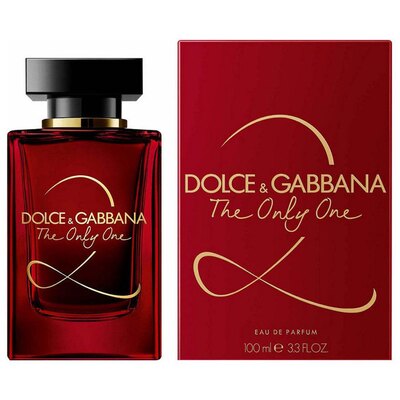 DOLCE & GABBANA
The Only One
DOLCE & GABBANA
The Only One
EAU DE PARFUM
100 ml ℮ 3.3 FL.OZ.